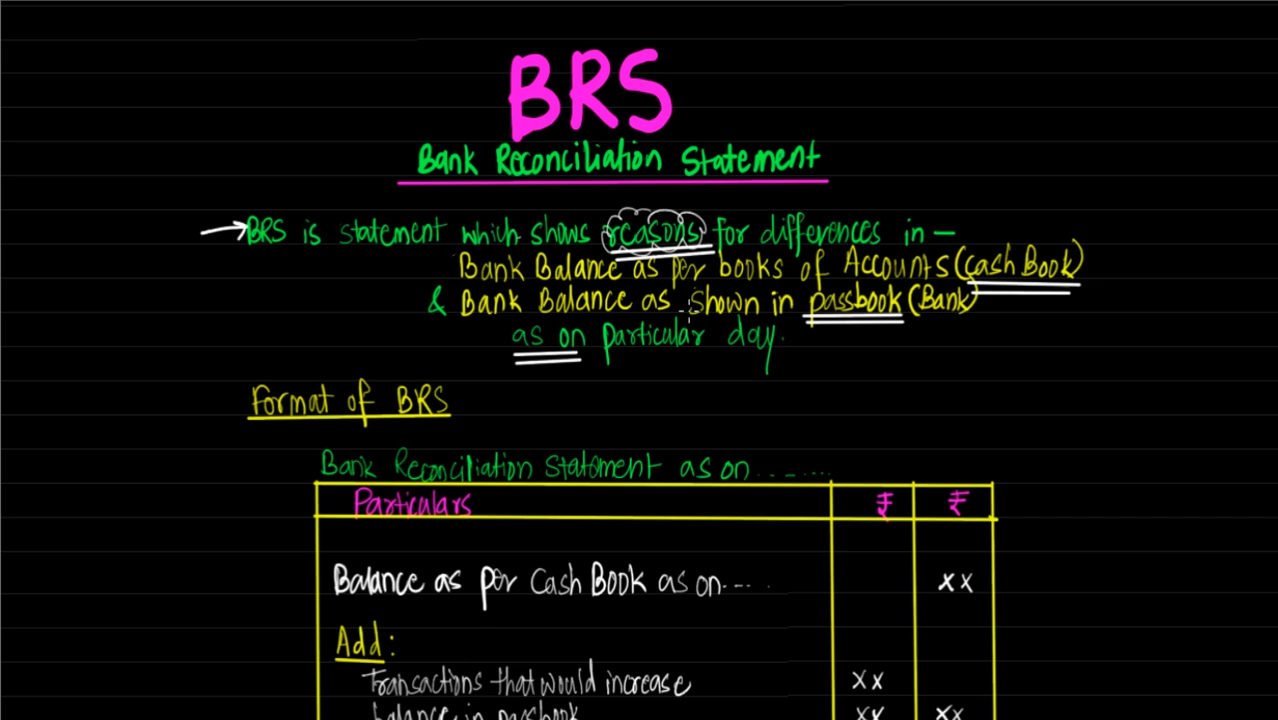 BRS
Bank Reconciliation Statement
BRS is statement which shows reasons for differences in –
Bank Balance as per books of Accounts (cash Book)
& Bank Balance as shown in passbook (Bank)
as on particular day.
Format of BRS
Bank Reconciliation Statement as on ........
Particulars ₹ ₹
Balance as per Cash Book as on..... xx
Add:
Transactions that would increase xx
balance in passbook xx xx